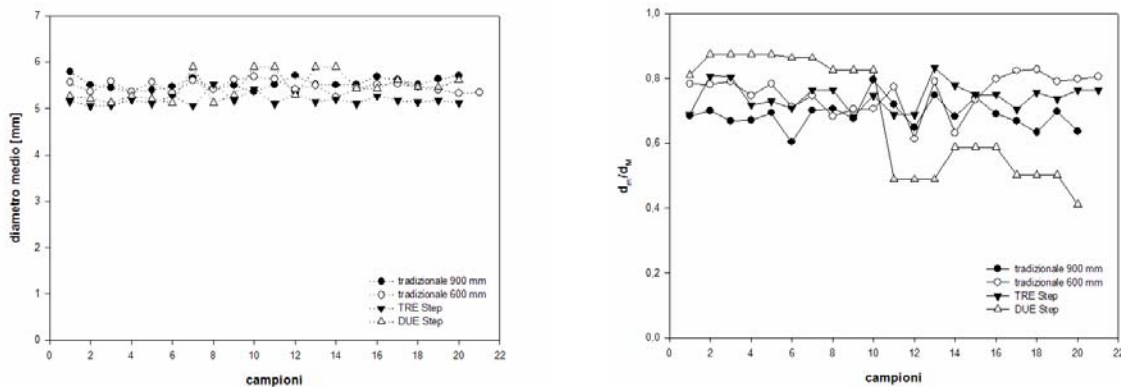 7
6
5
4
3
2
1
0
diametro medio [mm]
tradizionale 900 mm
tradizionale 600 mm
TRE Step
DUE Step
0 2 4 6 8 10 12 14 16 18 20 22
campioni
1,0
0,8
0,6
0,4
0,2
0,0
dm/dM
tradizionale 900 mm
tradizionale 600 mm
TRE Step
DUE Step
0 2 4 6 8 10 12 14 16 18 20 22
campioni